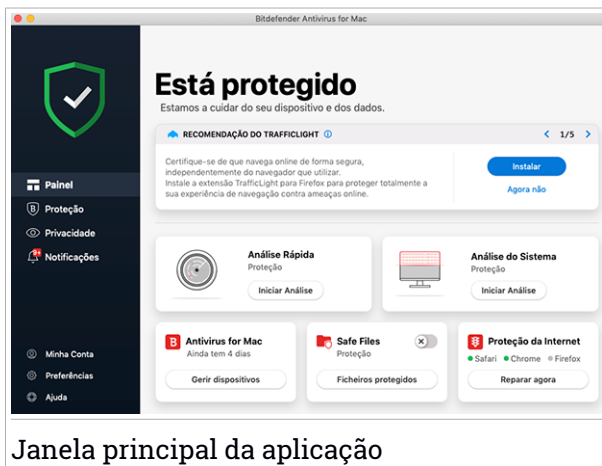 Bitdefender Antivirus for Mac
Está protegido
Estamos a cuidar do seu dispositivo e dos dados.
RECOMENDAÇÃO DO TRAFFICLIGHT
1/5
Certifique-se de que navega online de forma segura,
independentemente do navegador que utilizar.
Instale a extensão TrafficLight para Firefox para proteger totalmente a
sua experiência de navegação contra ameaças online.
Instalar
Agora não
Painel
Proteção
Privacidade
9+
Notificações
Análise Rápida
Proteção
Iniciar Análise
Análise do Sistema
Proteção
Iniciar Análise
B Antivirus for Mac
Ainda tem 4 dias
Gerir dispositivos
Safe Files
Proteção
Ficheiros protegidos
Proteção da Internet
Safari Chrome Firefox
Reparar agora
Minha Conta
Preferências
Ajuda
Janela principal da aplicação